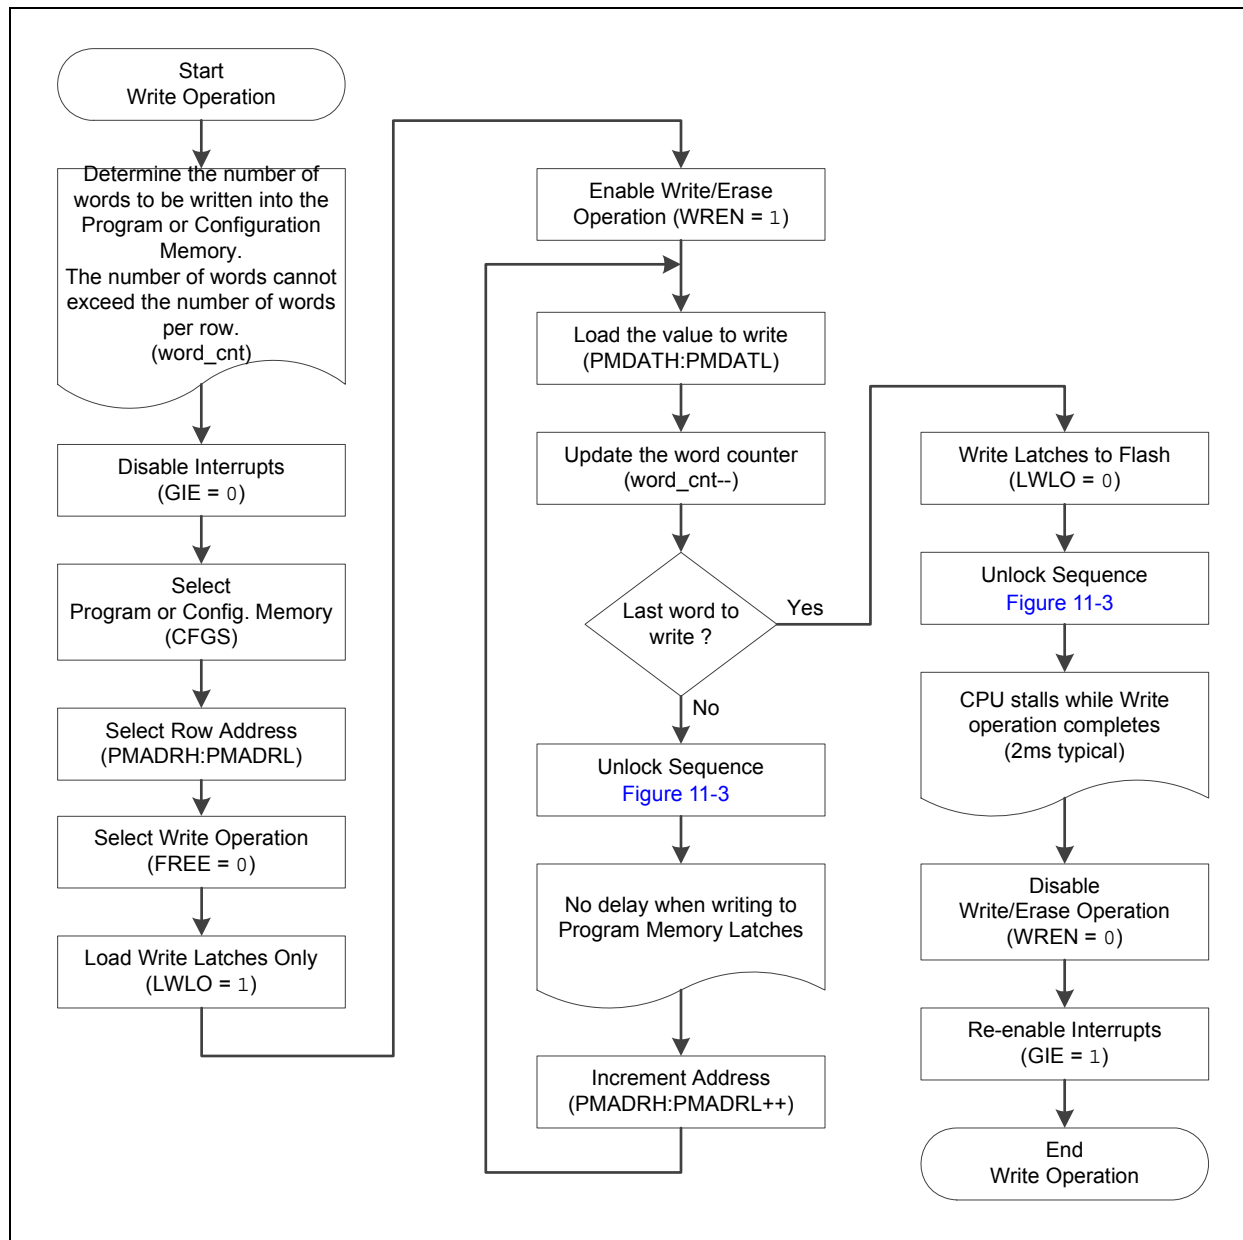 Start
Write Operation
Determine the number of
words to be written into the
Program or Configuration
Memory.
The number of words cannot
exceed the number of words
per row.
(word_cnt)
Disable Interrupts
(GIE = 0)
Select
Program or Config. Memory
(CFGS)
Select Row Address
(PMADRH:PMADRL)
Select Write Operation
(FREE = 0)
Load Write Latches Only
(LWLO = 1)
Enable Write/Erase
Operation (WREN = 1)
Load the value to write
(PMDATH:PMDATL)
Update the word counter
(word_cnt--)
Last word to
write ?
Yes
No
Unlock Sequence
Figure 11-3
No delay when writing to
Program Memory Latches
Increment Address
(PMADRH:PMADRL++)
Write Latches to Flash
(LWLO = 0)
Unlock Sequence
Figure 11-3
CPU stalls while Write
operation completes
(2ms typical)
Disable
Write/Erase Operation
(WREN = 0)
Re-enable Interrupts
(GIE = 1)
End
Write Operation